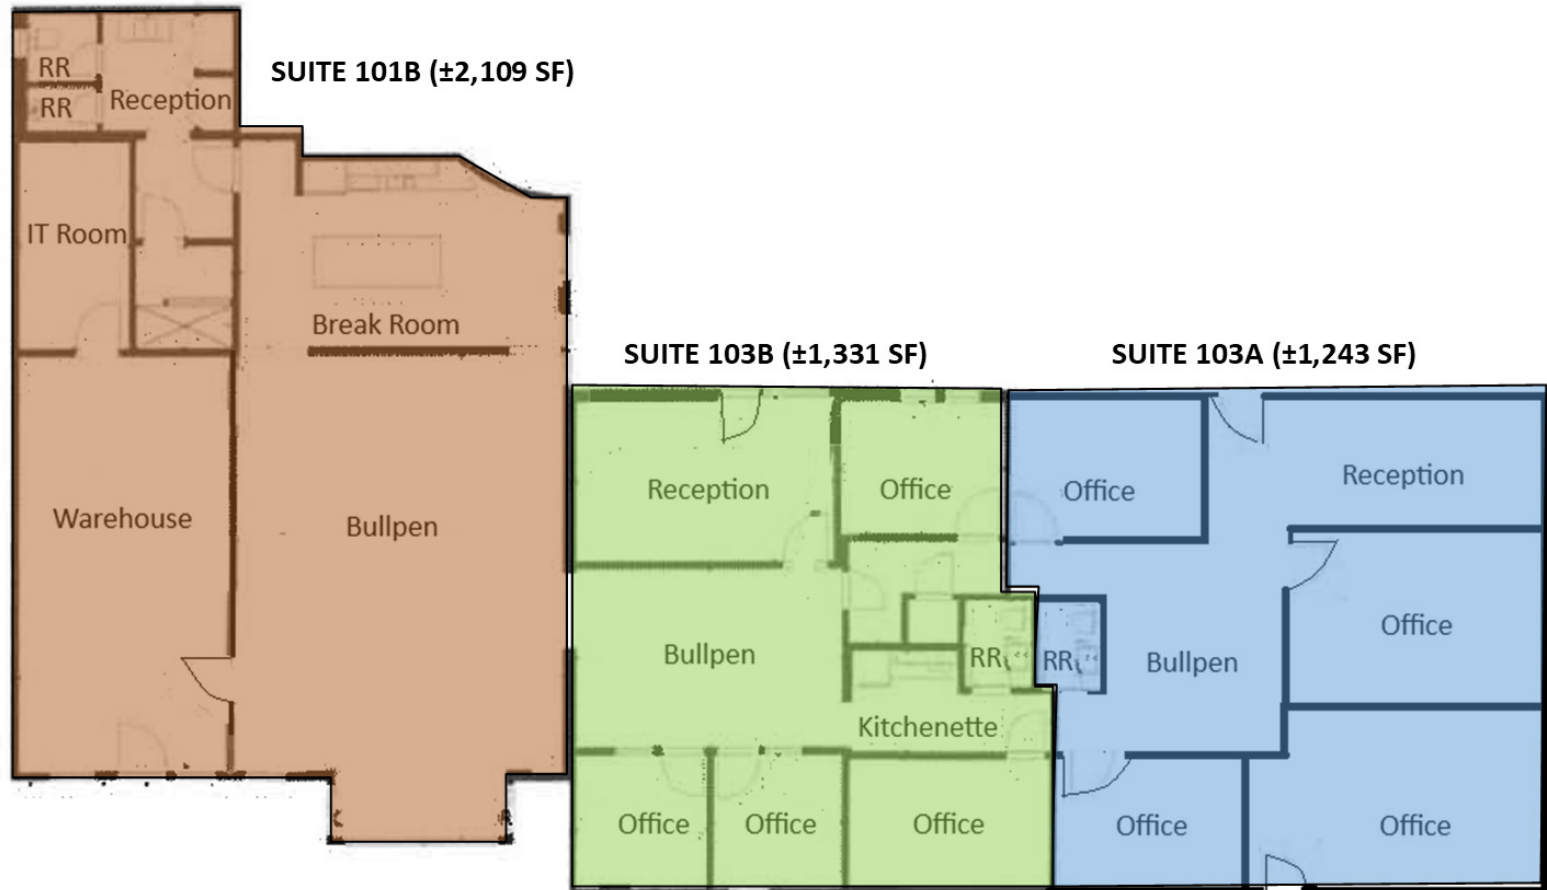 SUITE 101B (±2,109 SF)
RR
RR
Reception
IT Room
Break Room
Warehouse
Bullpen
SUITE 103B (±1,331 SF)
Reception
Office
Bullpen
RR
Kitchenette
Office
Office
Office
SUITE 103A (±1,243 SF)
Office
Reception
Office
RR
Bullpen
Office
Office